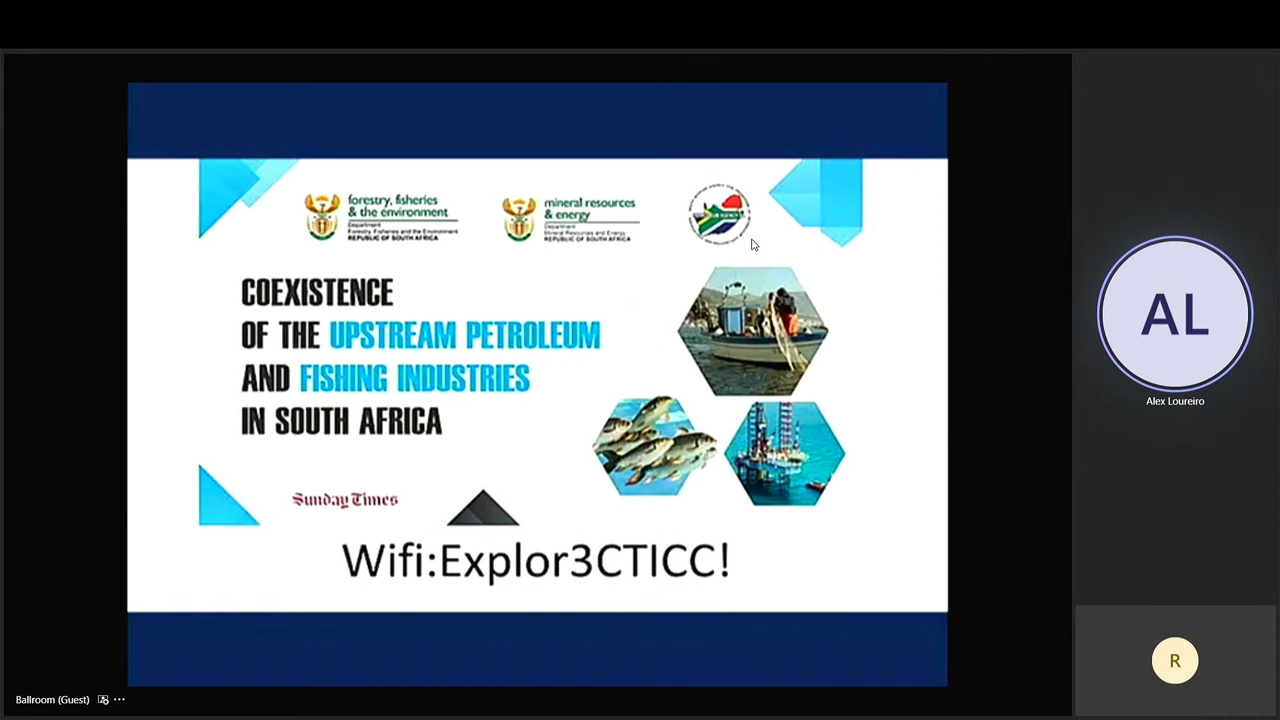 forestry, fisheries
& the environment
Department:
Forestry, Fisheries and the Environment
REPUBLIC OF SOUTH AFRICA
mineral resources
& energy
Department:
Mineral Resources and Energy
REPUBLIC OF SOUTH AFRICA
COEXISTENCE
OF THE UPSTREAM PETROLEUM
AND FISHING INDUSTRIES
IN SOUTH AFRICA
Sunday Times
Wifi:Explor3CTICC!
AL
Alex Loureiro
R
Ballroom (Guest)